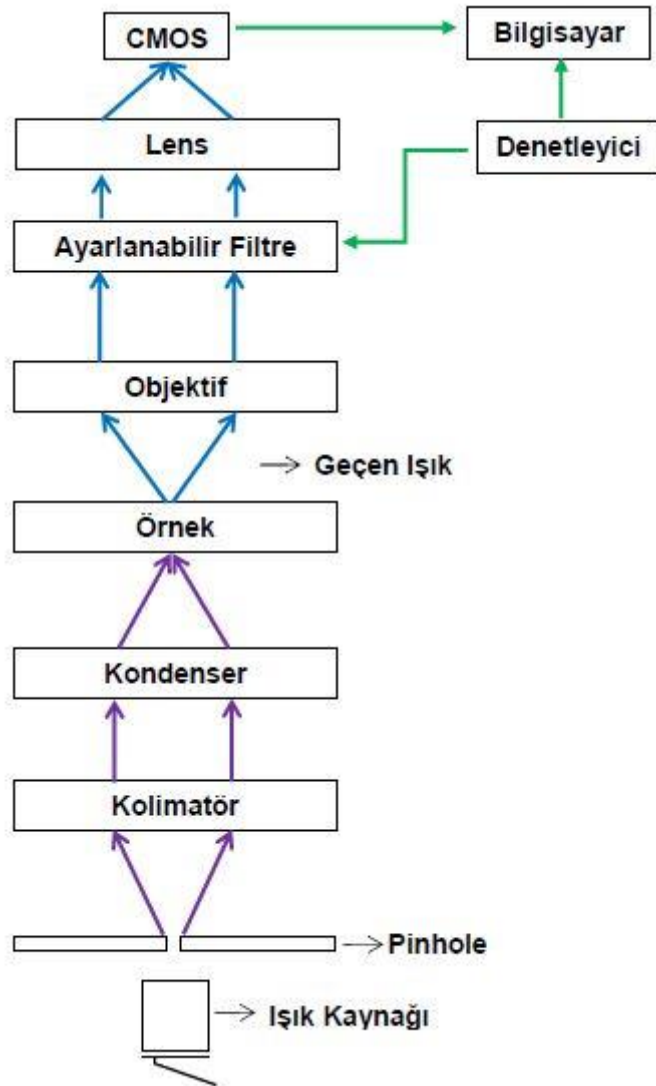 CMOS
Bilgisayar
Lens
Denetleyici
Ayarlanabilir Filtre
Objektif
Geçen Işık
Örnek
Kondenser
Kolimatör
Pinhole
Işık Kaynağı